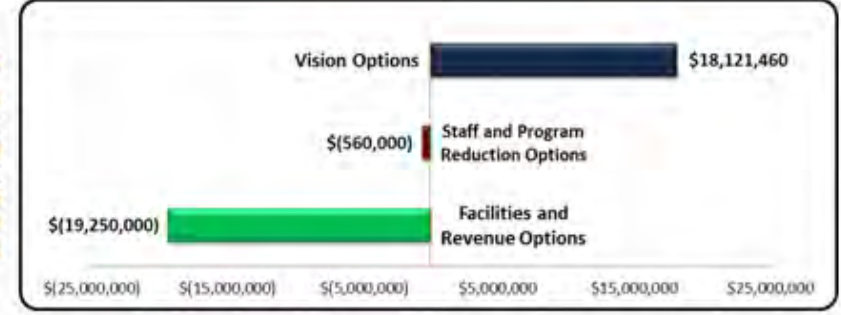 Vision Options $18,121,460
$(560,000) Staff and Program
Reduction Options
$(19,250,000) Facilities and
Revenue Options
$(25,000,000) $(15,000,000) $(5,000,000) $5,000,000 $15,000,000 $25,000,000